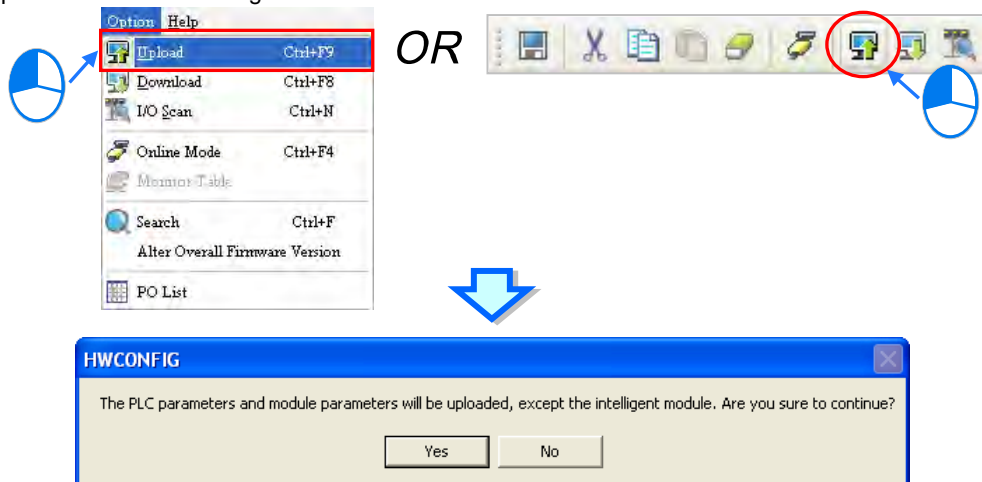 Option Help
Upload Ctrl+F9
Download Ctrl+F8
I/O Scan Ctrl+N
Online Mode Ctrl+F4
Monitor Table
Search Ctrl+F
Alter Overall Firmware Version
PO List
OR
HWCONFIG
The PLC parameters and module parameters will be uploaded, except the intelligent module. Are you sure to continue?
Yes No